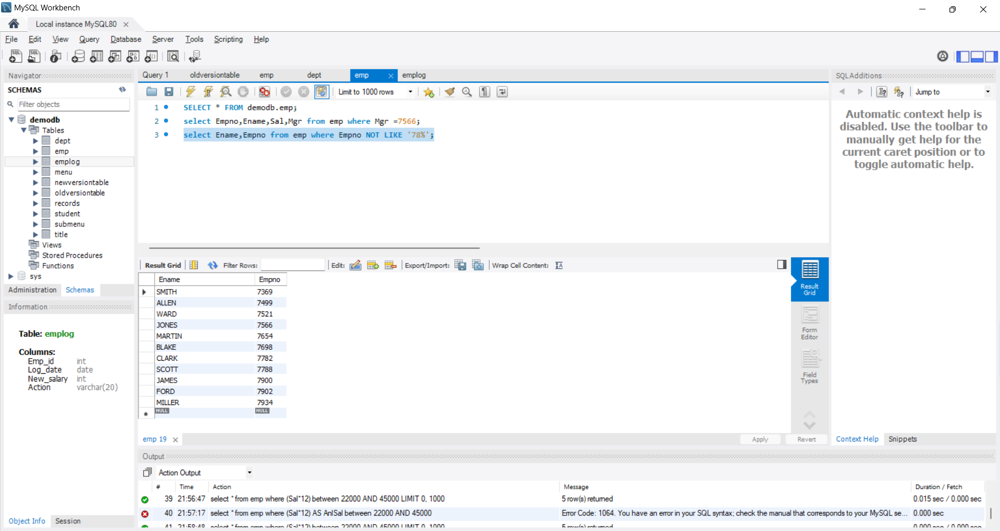 MySQL Workbench
Local instance MySQL80
File Edit View Query Database Server Tools Scripting Help
Navigator
SCHEMAS
Filter objects
demodb
Tables
dept
emp
emplog
menu
newversiontable
oldversiontable
records
student
submenu
title
Views
Stored Procedures
Functions
sys
Administration Schemas
Information
Table: emplog
Columns:
Emp_id int
Log_date date
New_salary int
Action varchar(20)
Object Info Session
Query 1 oldversiontable emp dept emp emplog
Limit to 1000 rows
1 SELECT * FROM demodb.emp;
2 select Empno,Ename,Sal,Mgr from emp where Mgr =7566;
3 select Ename,Empno from emp where Empno NOT LIKE '78%';
Result Grid Filter Rows: Edit: Export/Import: Wrap Cell Content:
Ename Empno
SMITH 7369
ALLEN 7499
WARD 7521
JONES 7566
MARTIN 7654
BLAKE 7698
CLARK 7782
SCOTT 7788
JAMES 7900
FORD 7902
MILLER 7934
NULL NULL
Result
Grid
Form
Editor
Field
Types
emp 19
Apply Revert
Output
Action Output
# Time Action Message Duration / Fetch
39 21:56:47 select * from emp where (Sal*12) between 22000 AND 45000 LIMIT 0, 1000 5 row(s) returned 0.015 sec / 0.000 sec
40 21:57:17 select * from emp where (Sal*12) AS AnlSal between 22000 AND 45000 Error Code: 1064. You have an error in your SQL syntax; check the manual that corresponds to your MySQL se... 0.000 sec
41 21:58:48 select * from emp where (Sal*12) between 22000 AND 45000 LIMIT 0, 1000 5 row(s) returned 0.000 sec / 0.000 sec
SQLAdditions
Jump to
Automatic context help is
disabled. Use the toolbar to
manually get help for the
current caret position or to
toggle automatic help.
Context Help Snippets